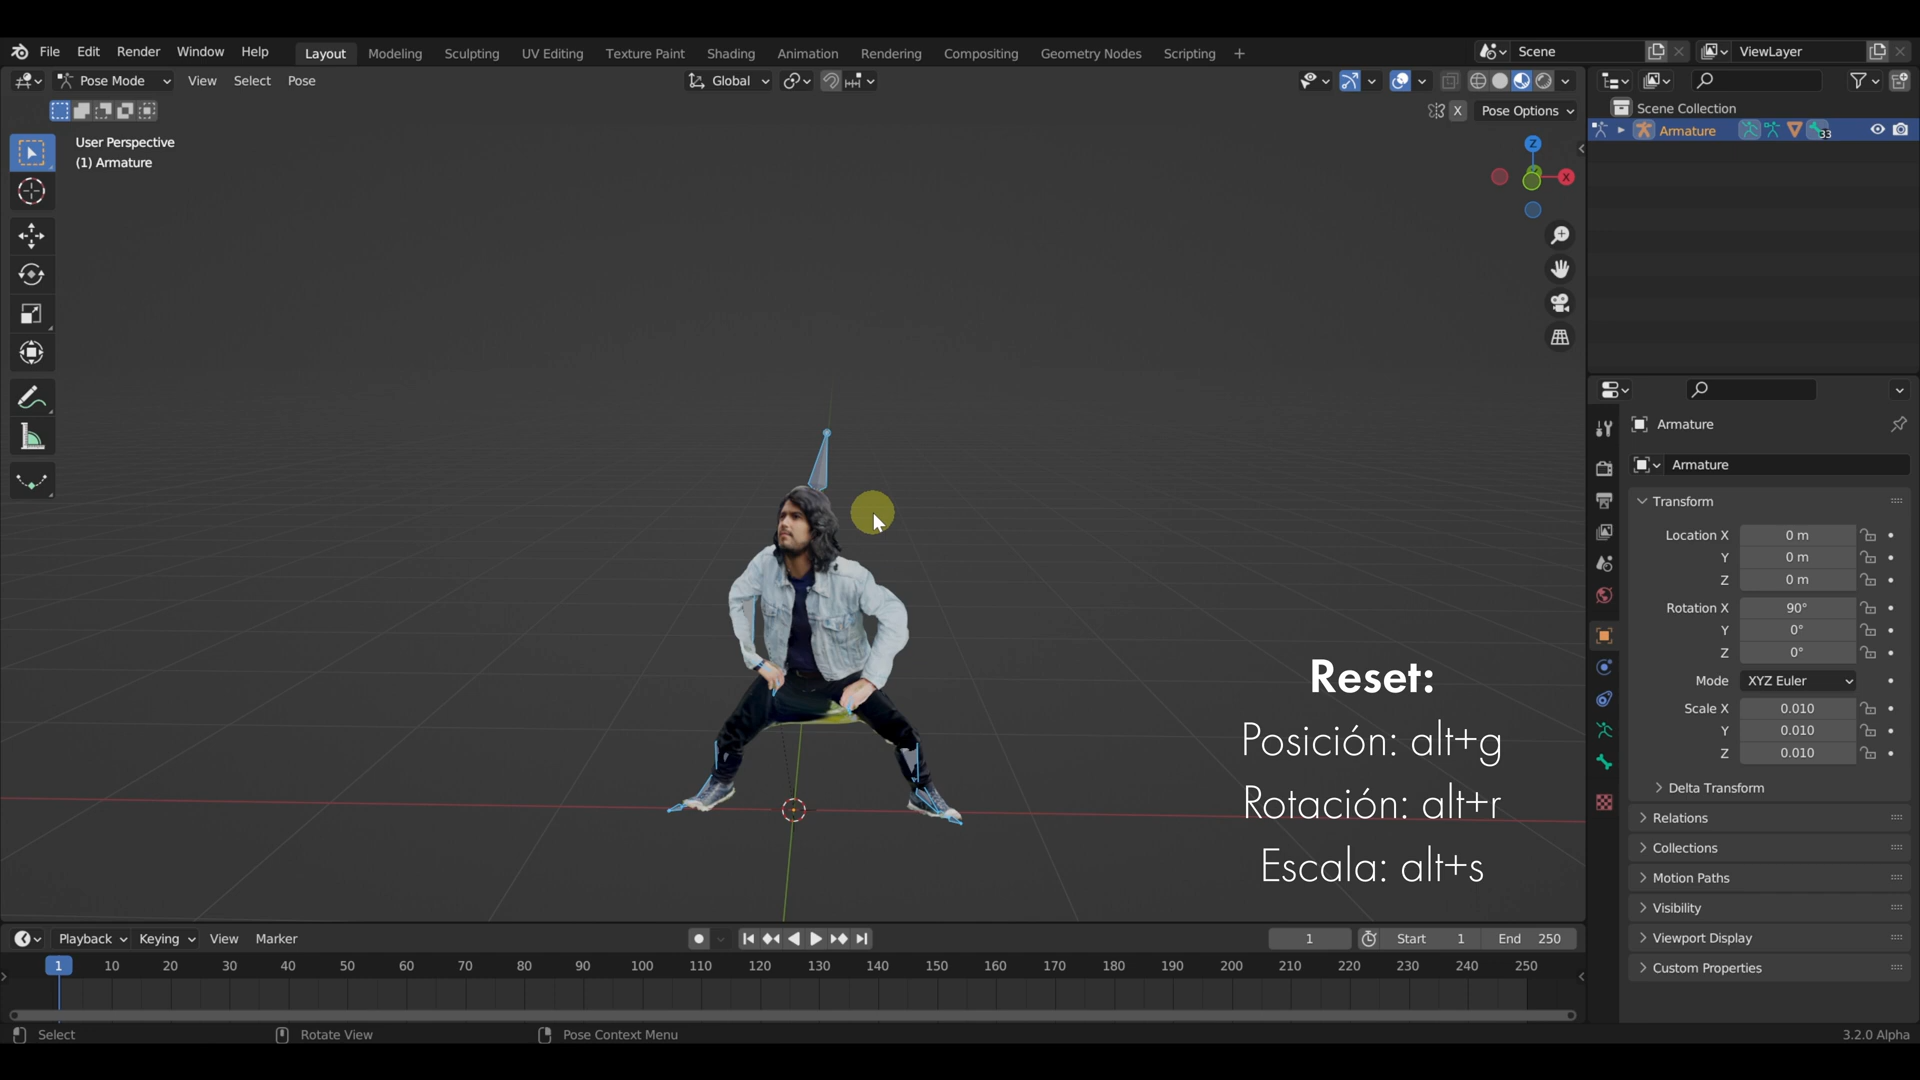 File Edit Render Window Help Layout Modeling Sculpting UV Editing Texture Paint Shading Animation Rendering Compositing Geometry Nodes Scripting + Scene ViewLayer
Pose Mode View Select Pose Global
X Pose Options
User Perspective
(1) Armature
Z
X
Scene Collection
Armature 33
Armature
Armature
Transform
Location X 0 m
Y 0 m
Z 0 m
Rotation X 90°
Y 0°
Z 0°
Mode XYZ Euler
Scale X 0.010
Y 0.010
Z 0.010
Delta Transform
Relations
Collections
Motion Paths
Visibility
Viewport Display
Custom Properties
Reset:
Posición: alt+g
Rotación: alt+r
Escala: alt+s
Playback Keying View Marker 1 Start 1 End 250
1 10 20 30 40 50 60 70 80 90 100 110 120 130 140 150 160 170 180 190 200 210 220 230 240 250
Select Rotate View Pose Context Menu 3.2.0 Alpha